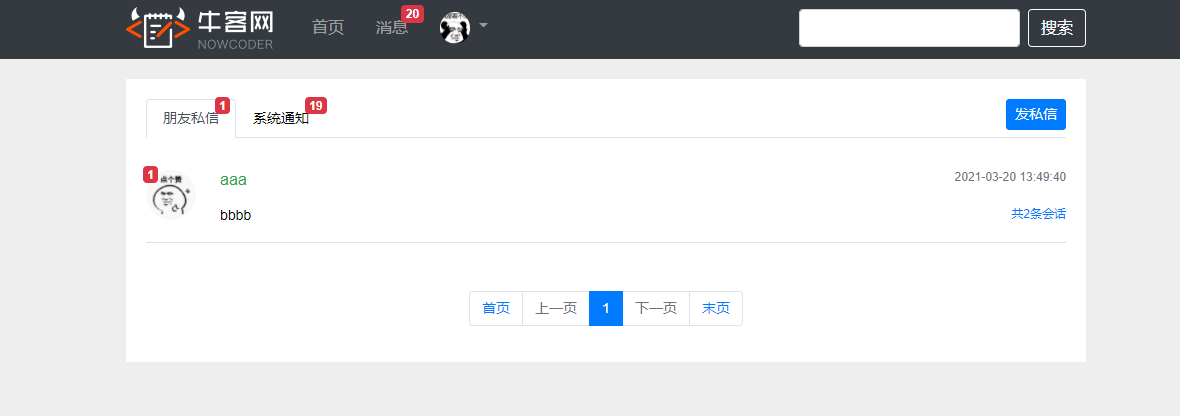 牛客网
NOWCODER
首页
消息
20
搜索
朋友私信
1
系统通知
19
发私信
1
点个赞
aaa
2021-03-20 13:49:40
bbbb
共2条会话
首页
上一页
1
下一页
末页